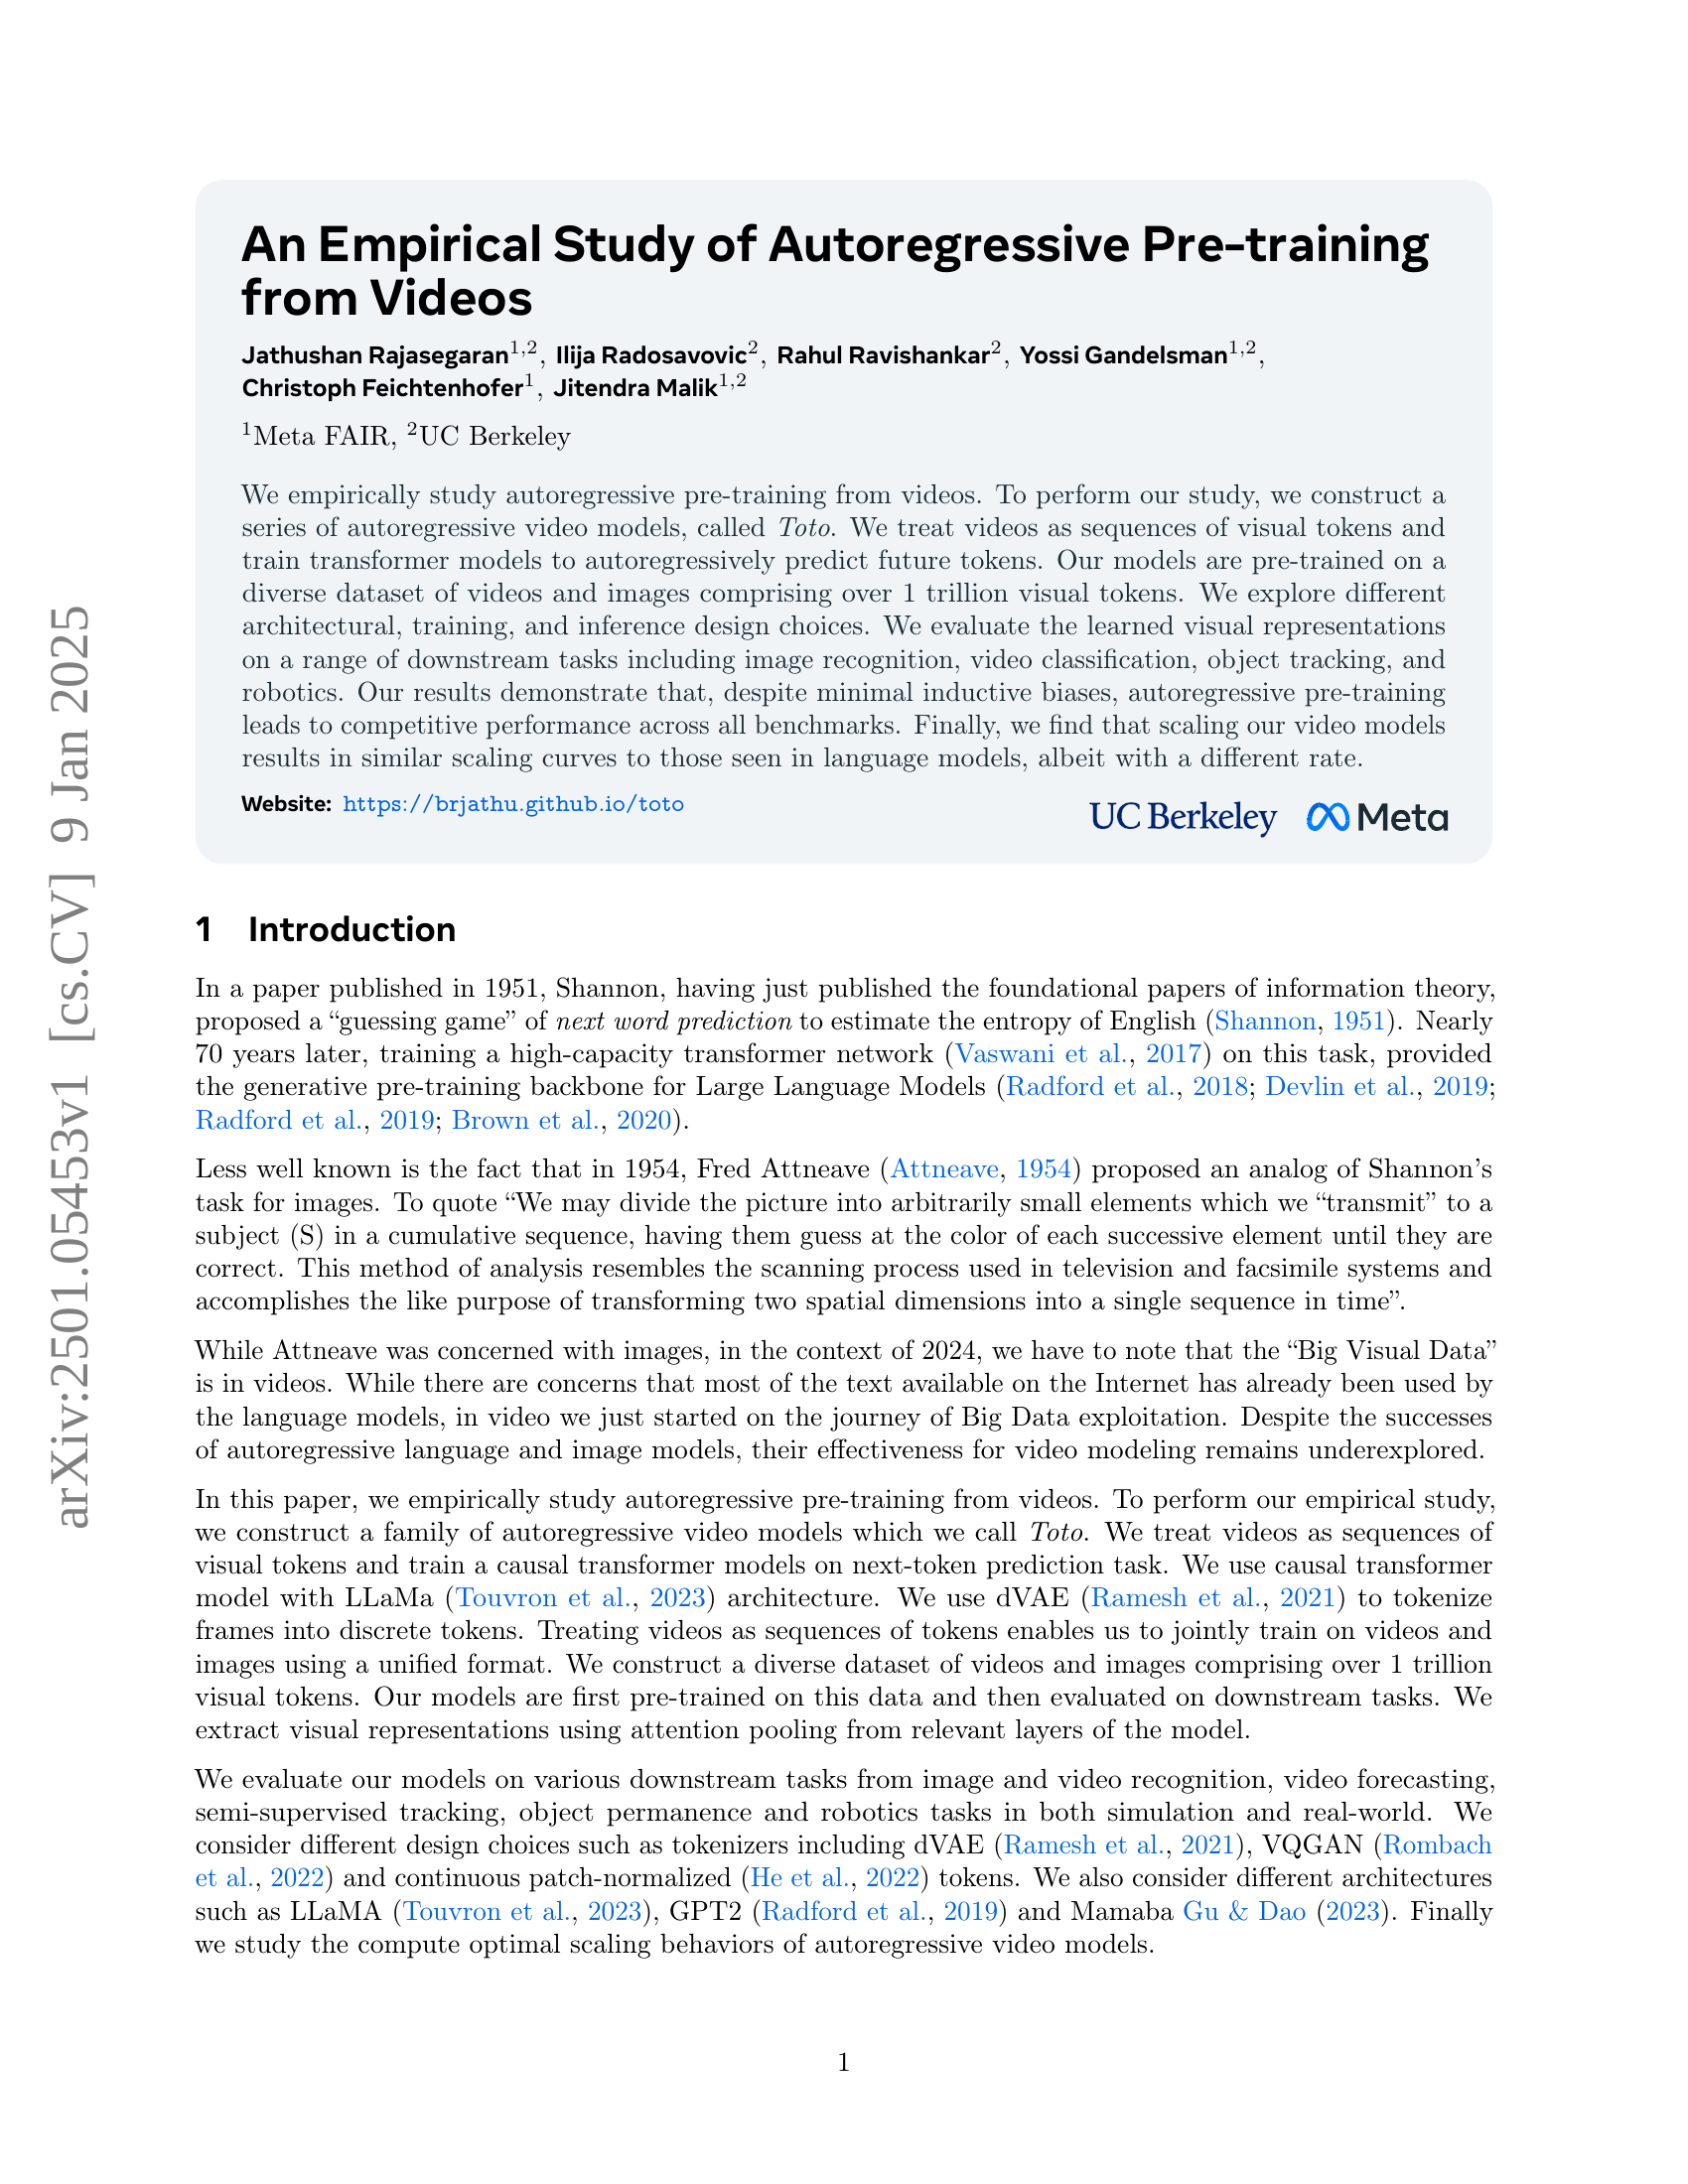 An Empirical Study of Autoregressive Pre-training
from Videos
Jathushan Rajasegaran1,2, Ilija Radosavovic2, Rahul Ravishankar2, Yossi Gandelsman1,2,
Christoph Feichtenhofer1, Jitendra Malik1,2
1Meta FAIR, 2UC Berkeley
We empirically study autoregressive pre-training from videos. To perform our study, we construct a
series of autoregressive video models, called Toto. We treat videos as sequences of visual tokens and
train transformer models to autoregressively predict future tokens. Our models are pre-trained on a
diverse dataset of videos and images comprising over 1 trillion visual tokens. We explore different
architectural, training, and inference design choices. We evaluate the learned visual representations
on a range of downstream tasks including image recognition, video classification, object tracking, and
robotics. Our results demonstrate that, despite minimal inductive biases, autoregressive pre-training
leads to competitive performance across all benchmarks. Finally, we find that scaling our video models
results in similar scaling curves to those seen in language models, albeit with a different rate.
Website: https://brjathu.github.io/toto
UC Berkeley Meta
arXiv:2501.05453v1 [cs.CV] 9 Jan 2025
1 Introduction
In a paper published in 1951, Shannon, having just published the foundational papers of information theory,
proposed a “guessing game” of next word prediction to estimate the entropy of English (Shannon, 1951). Nearly
70 years later, training a high-capacity transformer network (Vaswani et al., 2017) on this task, provided
the generative pre-training backbone for Large Language Models (Radford et al., 2018; Devlin et al., 2019;
Radford et al., 2019; Brown et al., 2020).
Less well known is the fact that in 1954, Fred Attneave (Attneave, 1954) proposed an analog of Shannon’s
task for images. To quote “We may divide the picture into arbitrarily small elements which we “transmit” to a
subject (S) in a cumulative sequence, having them guess at the color of each successive element until they are
correct. This method of analysis resembles the scanning process used in television and facsimile systems and
accomplishes the like purpose of transforming two spatial dimensions into a single sequence in time”.
While Attneave was concerned with images, in the context of 2024, we have to note that the “Big Visual Data”
is in videos. While there are concerns that most of the text available on the Internet has already been used by
the language models, in video we just started on the journey of Big Data exploitation. Despite the successes
of autoregressive language and image models, their effectiveness for video modeling remains underexplored.
In this paper, we empirically study autoregressive pre-training from videos. To perform our empirical study,
we construct a family of autoregressive video models which we call Toto. We treat videos as sequences of
visual tokens and train a causal transformer models on next-token prediction task. We use causal transformer
model with LLaMa (Touvron et al., 2023) architecture. We use dVAE (Ramesh et al., 2021) to tokenize
frames into discrete tokens. Treating videos as sequences of tokens enables us to jointly train on videos and
images using a unified format. We construct a diverse dataset of videos and images comprising over 1 trillion
visual tokens. Our models are first pre-trained on this data and then evaluated on downstream tasks. We
extract visual representations using attention pooling from relevant layers of the model.
We evaluate our models on various downstream tasks from image and video recognition, video forecasting,
semi-supervised tracking, object permanence and robotics tasks in both simulation and real-world. We
consider different design choices such as tokenizers including dVAE (Ramesh et al., 2021), VQGAN (Rombach
et al., 2022) and continuous patch-normalized (He et al., 2022) tokens. We also consider different architectures
such as LLaMA (Touvron et al., 2023), GPT2 (Radford et al., 2019) and Mamaba Gu & Dao (2023). Finally
we study the compute optimal scaling behaviors of autoregressive video models.
1